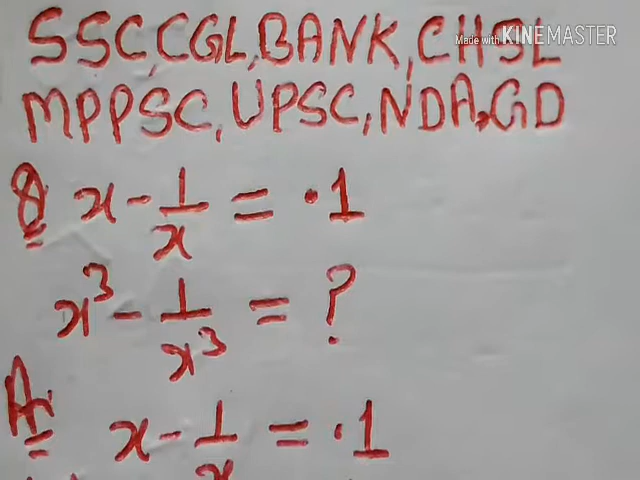 SSC,CGL,BANK,CHSL
Made with KINEMASTER
MPPSC,UPSC,NDA,GD
Q x - 1/x = .1
x³ - 1/x³ = ?
A x - 1/x = .1